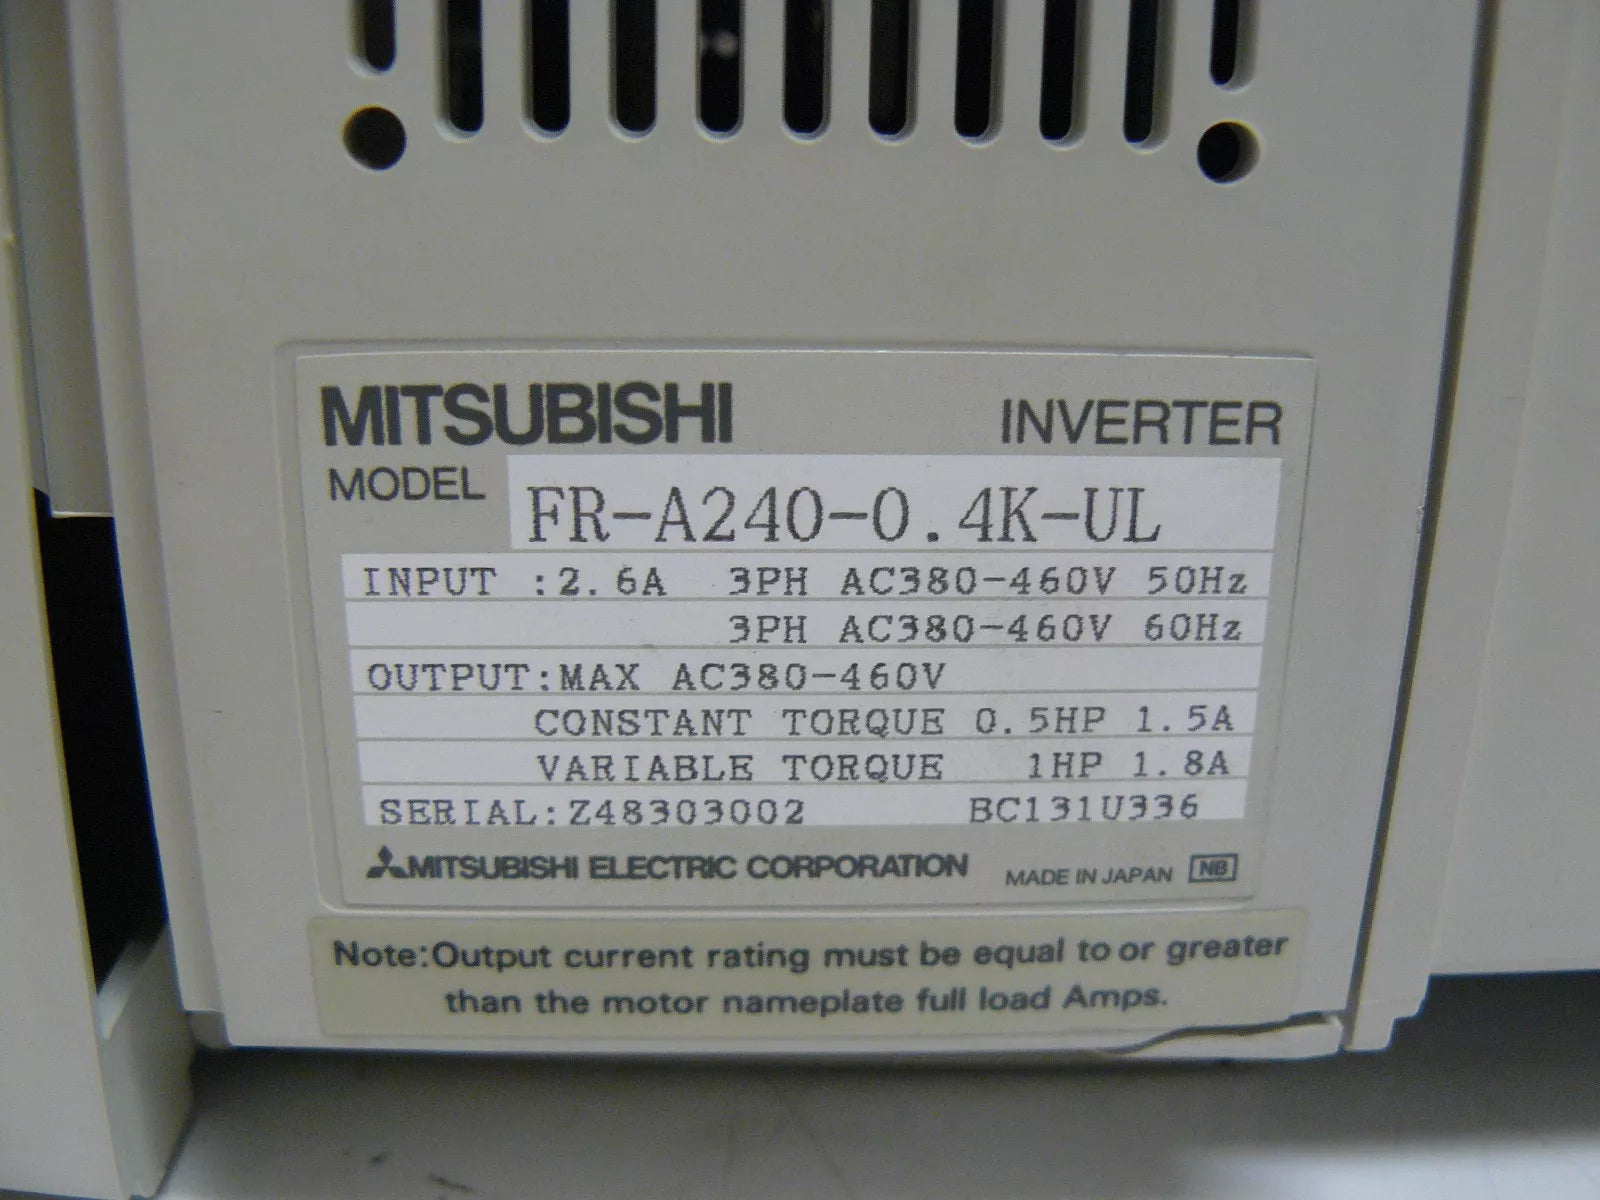 MITSUBISHI INVERTER
MODEL FR-A240-0.4K-UL
INPUT :2.6A 3PH AC380-460V 50Hz
3PH AC380-460V 60Hz
OUTPUT:MAX AC380-460V
CONSTANT TORQUE 0.5HP 1.5A
VARIABLE TORQUE 1HP 1.8A
SERIAL:Z48303002 BC131U336
MITSUBISHI ELECTRIC CORPORATION MADE IN JAPAN NB
Note:Output current rating must be equal to or greater
than the motor nameplate full load Amps.